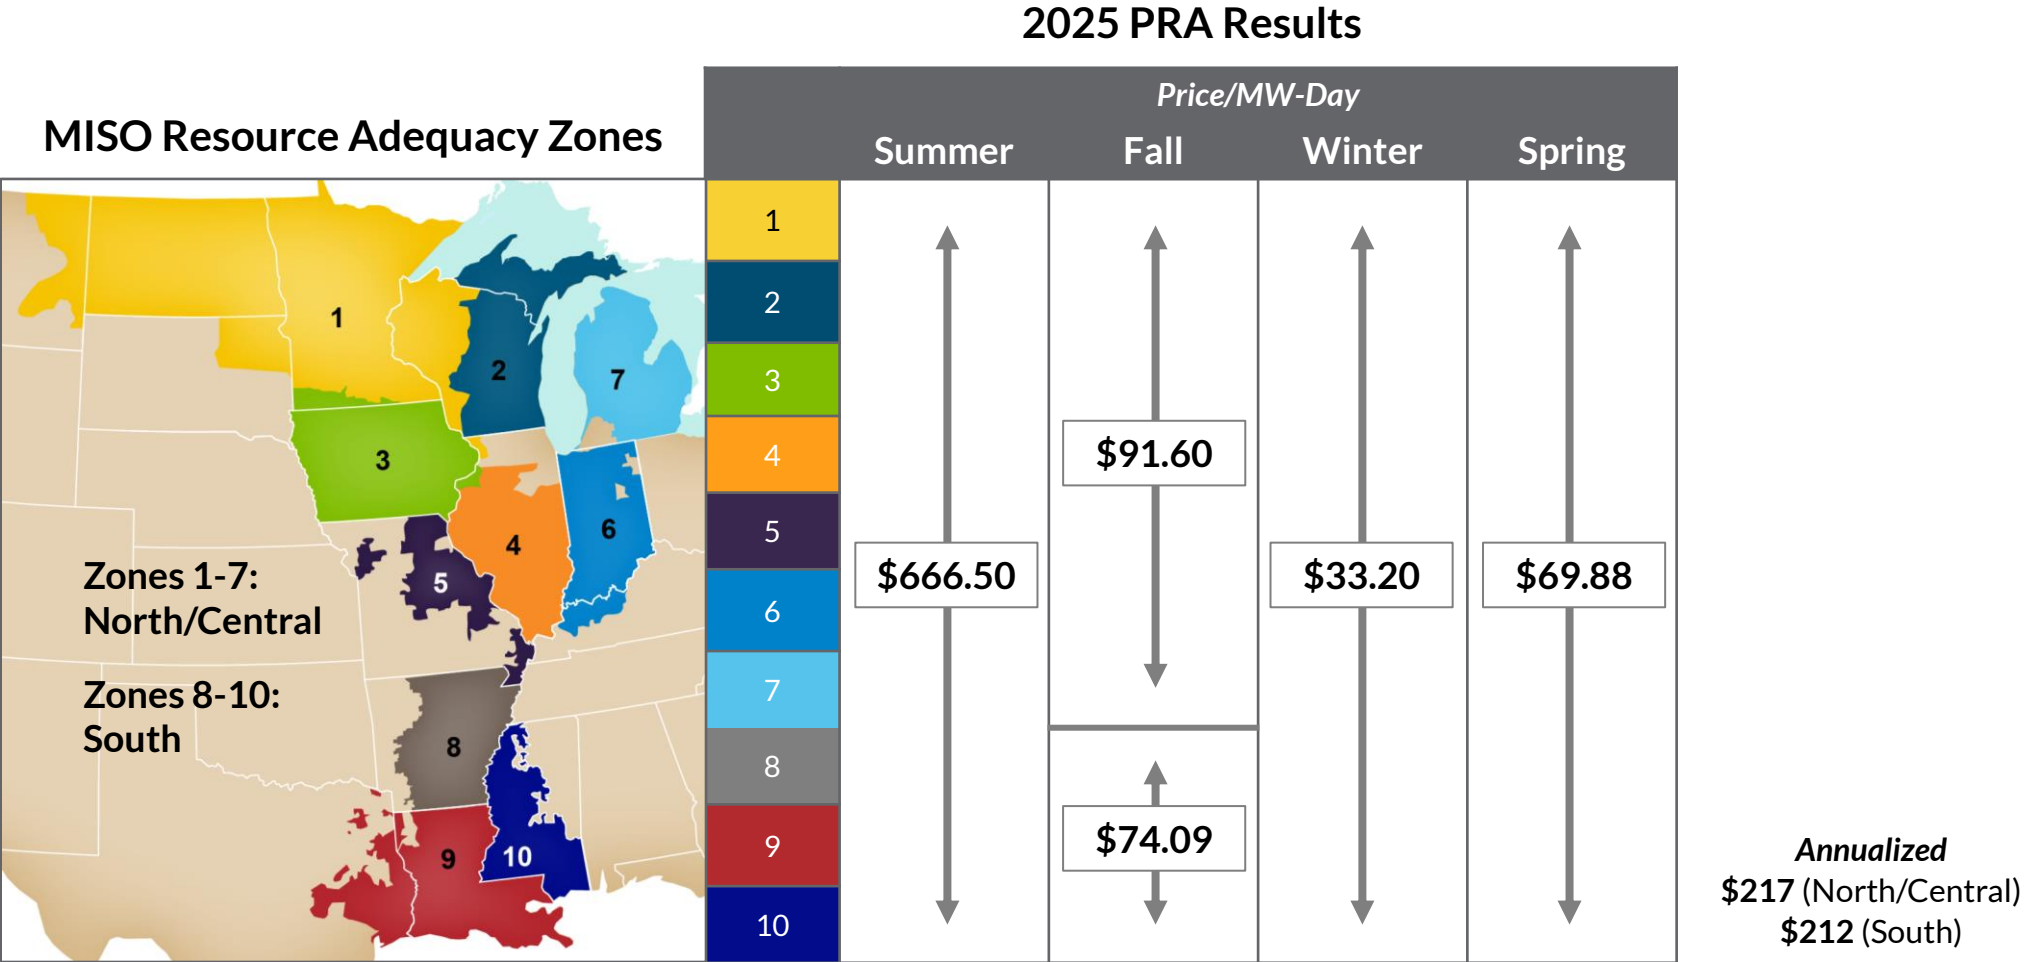 2025 PRA Results
MISO Resource Adequacy Zones
Price/MW-Day
Summer Fall Winter Spring
1
2
7
3
4
6
5
8
9
10
Zones 1-7:
North/Central
Zones 8-10:
South
1
2
3
4
5
6
7
8
9
10
$91.60
$666.50 $33.20 $69.88
$74.09
Annualized
$217 (North/Central)
$212 (South)